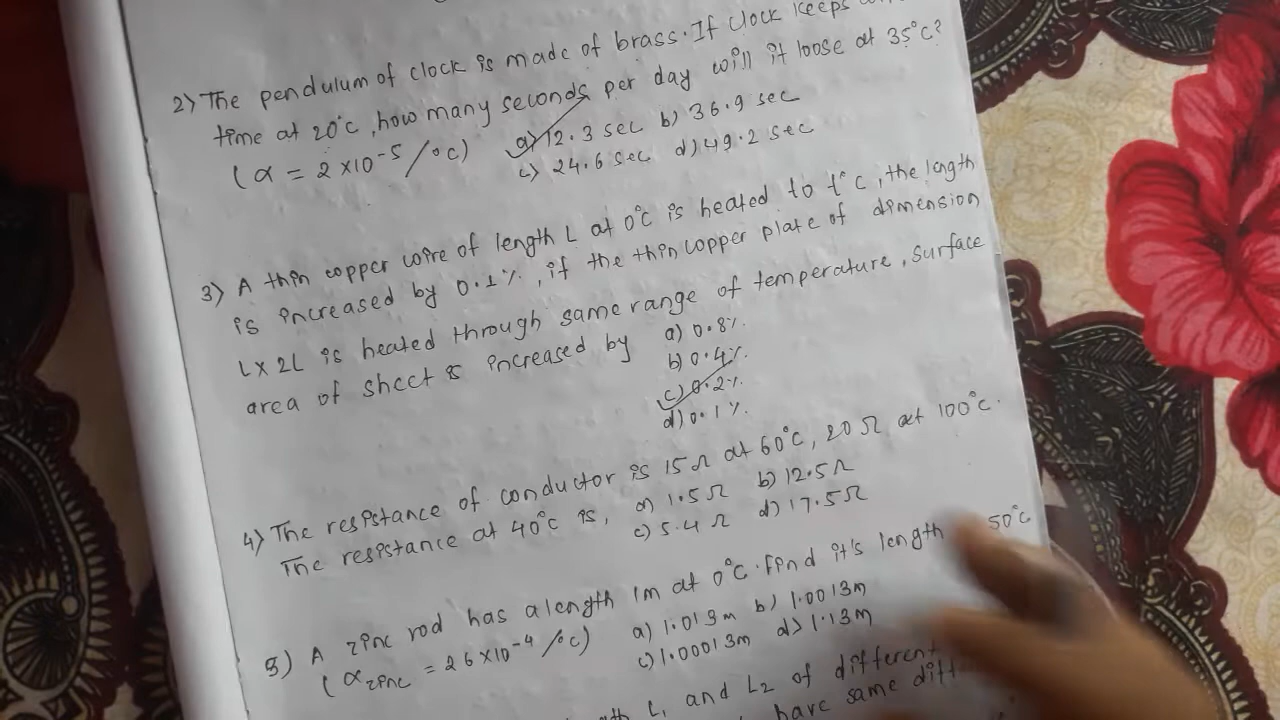 2) The pendulum of clock is made of brass. If clock keeps
time at 20°C, how many seconds per day will it loose at 35°C?
(α = 2 ×10⁻⁵ /°C) a) 12.3 sec b) 36.9 sec
c) 24.6 sec d) 49.2 sec
3) A thin copper wire of length L at 0°C is heated to t°C, the length
is increased by 0.1%, if the thin copper plate of dimension
L×2L is heated through same range of temperature, surface
area of sheet is increased by a) 0.8%.
b) 0.4%.
c) 0.2%.
d) 0.1%.
4) The resistance of conductor is 15Ω at 60°C, 20Ω at 100°C.
The resistance at 40°C is, a) 1.5Ω b) 12.5Ω
c) 5.4Ω d) 17.5Ω
5) A zinc rod has a length 1m at 0°C. Find it's length 50°C
(α zinc = 26×10⁻⁴ /°C) a) 1.013m b) 1.0013m
c) 1.00013m d) 1.13m
L₁ and L₂ of different
have same